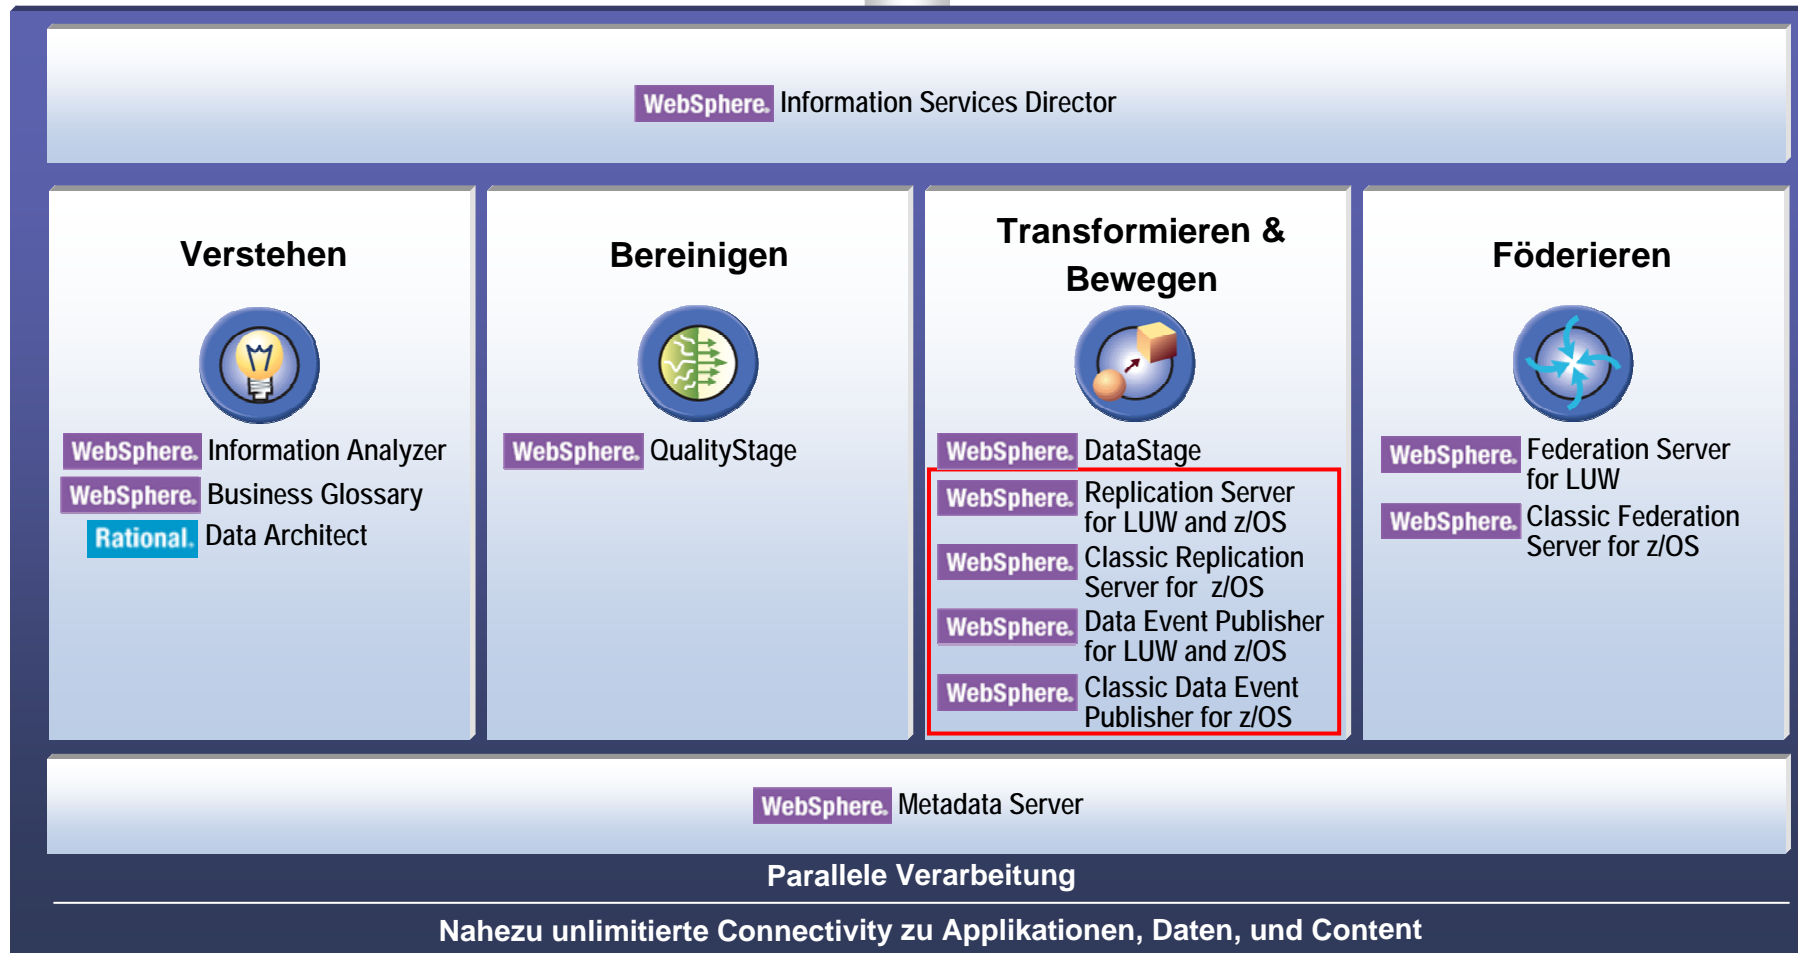 WebSphere. Information Services Director
Verstehen
WebSphere. Information Analyzer
WebSphere. Business Glossary
Rational. Data Architect
Bereinigen
WebSphere. QualityStage
Transformieren &
Bewegen
WebSphere. DataStage
WebSphere. Replication Server
for LUW and z/OS
WebSphere. Classic Replication
Server for z/OS
WebSphere. Data Event Publisher
for LUW and z/OS
WebSphere. Classic Data Event
Publisher for z/OS
Föderieren
WebSphere. Federation Server
for LUW
WebSphere. Classic Federation
Server for z/OS
WebSphere. Metadata Server
Parallele Verarbeitung
Nahezu unlimitierte Connectivity zu Applikationen, Daten, und Content